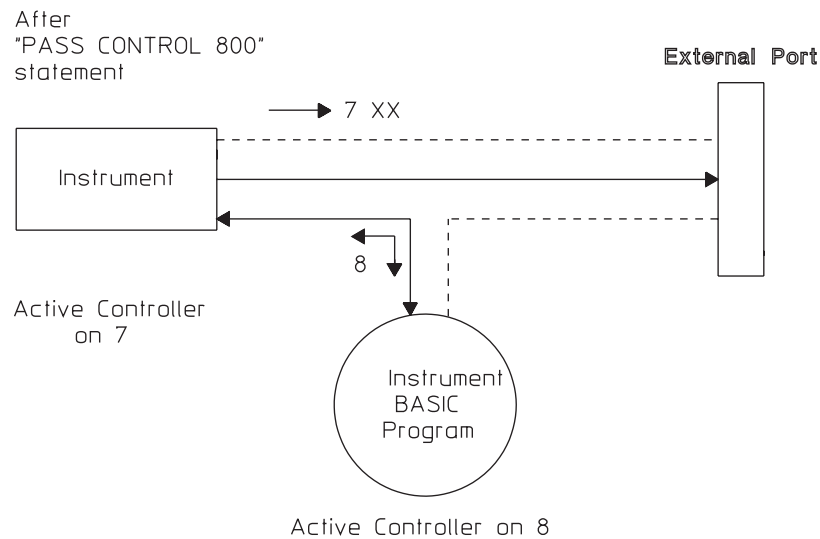 After
"PASS CONTROL 800"
statement
External Port
7 XX
Instrument
8
Active Controller
on 7
Instrument
BASIC
Program
Active Controller on 8